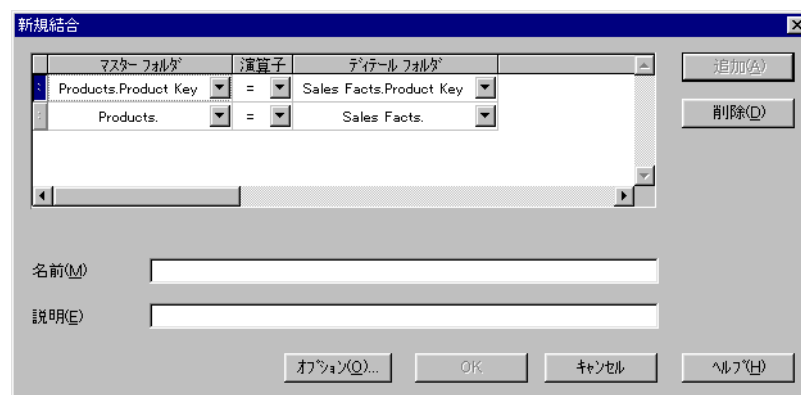 新規結合
マスター フォルダ 演算子 ディテール フォルダ
追加(A)
Products.Product Key = Sales Facts.Product Key
Products. = Sales Facts.
削除(D)
名前(M)
説明(E)
オプション(O)... OK キャンセル ヘルプ(H)